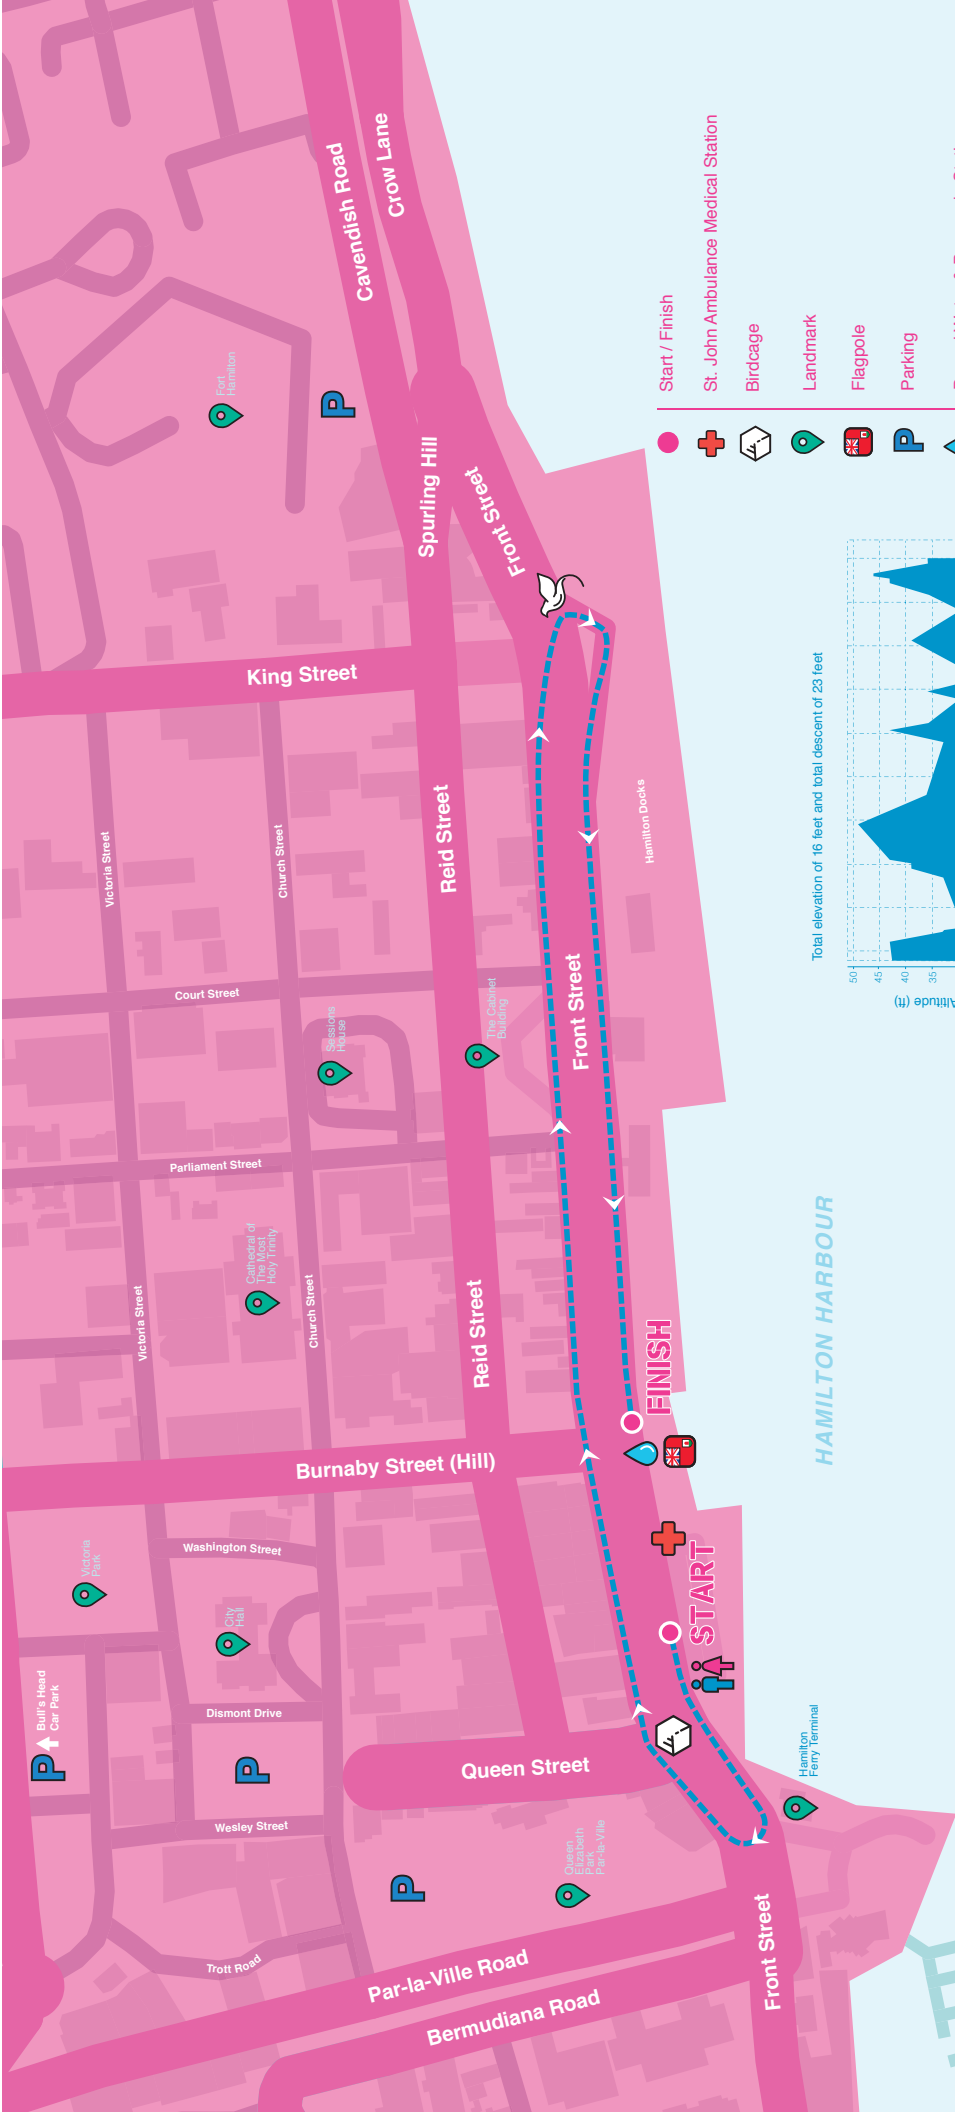 Cavendish Road
Crow Lane
Fort
Hamilton
P
Spurling Hill
Front Street
King Street
Reid Street
Victoria Street
Church Street
Hamilton Docks
Court Street
Sessions
House
The Cabinet
Building
Front Street
Parliament Street
Cathedral of
The Most
Holy Trinity
Victoria Street
Church Street
Reid Street
FINISH
Burnaby Street (Hill)
START
Victoria
Park
Washington Street
City
Hall
Bull's Head
Car Park
P
Dismont Drive
P
Queen Street
Wesley Street
Hamilton
Ferry Terminal
P
Queen
Elizabeth
Park
Par-la-Ville
Trott Road
Par-la-Ville Road
Bermudiana Road
Front Street
HAMILTON HARBOUR
Start / Finish
St. John Ambulance Medical Station
Birdcage
Landmark
Flagpole
P Parking
Total elevation of 16 feet and total descent of 23 feet
50
45
40
35
Altitude (ft)